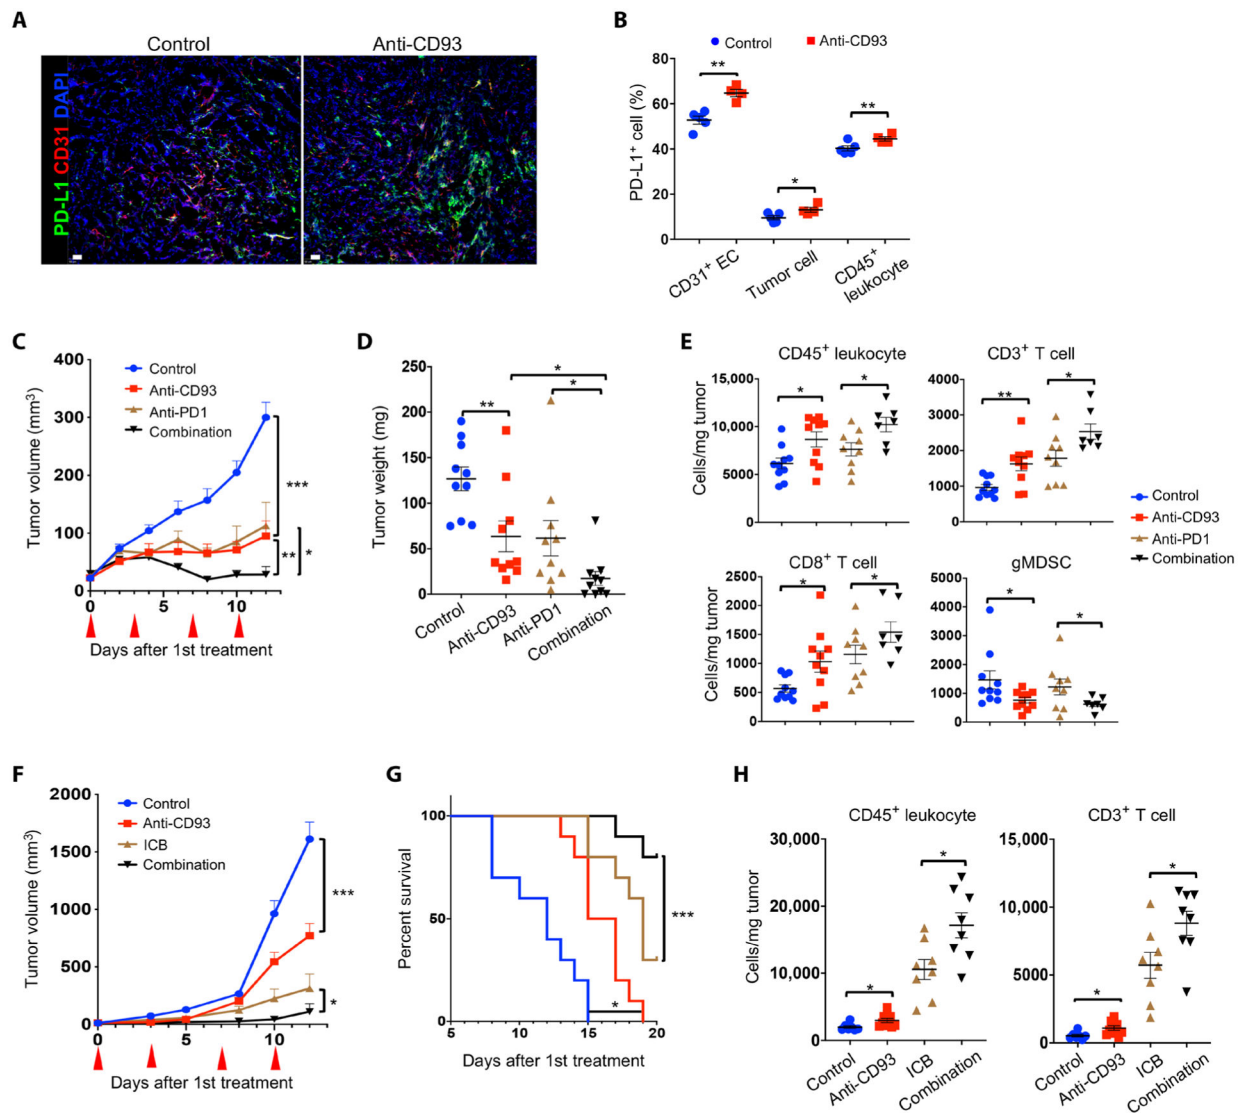 A
Control
Anti-CD93
PD-L1 CD31 DAPI
B
Control
Anti-CD93
PD-L1+ cell (%)
80
60
40
20
0
**
*
**
CD31+ EC
Tumor cell
CD45+
leukocyte
C
Tumor volume (mm3)
400
300
200
100
0
Control
Anti-CD93
Anti-PD1
Combination
***
**
*
0
5
10
Days after 1st treatment
D
Tumor weight (mg)
250
200
150
100
50
0
*
**
*
Control
Anti-CD93
Anti-PD1
Combination
E
CD45+ leukocyte
Cells/mg tumor
15,000
10,000
5000
0
*
*
CD3+ T cell
4000
3000
2000
1000
0
**
*
CD8+ T cell
Cells/mg tumor
2500
2000
1500
1000
500
0
*
*
gMDSC
5000
4000
3000
2000
1000
0
*
*
Control
Anti-CD93
Anti-PD1
Combination
F
Tumor volume (mm3)
2000
1500
1000
500
0
Control
Anti-CD93
ICB
Combination
***
*
0
5
10
Days after 1st treatment
G
Percent survival
100
50
0
***
*
5
10
15
20
Days after 1st treatment
H
CD45+ leukocyte
Cells/mg tumor
30,000
20,000
10,000
0
*
*
Control
Anti-CD93
ICB
Combination
CD3+ T cell
15,000
10,000
5000
0
*
*
Control
Anti-CD93
ICB
Combination